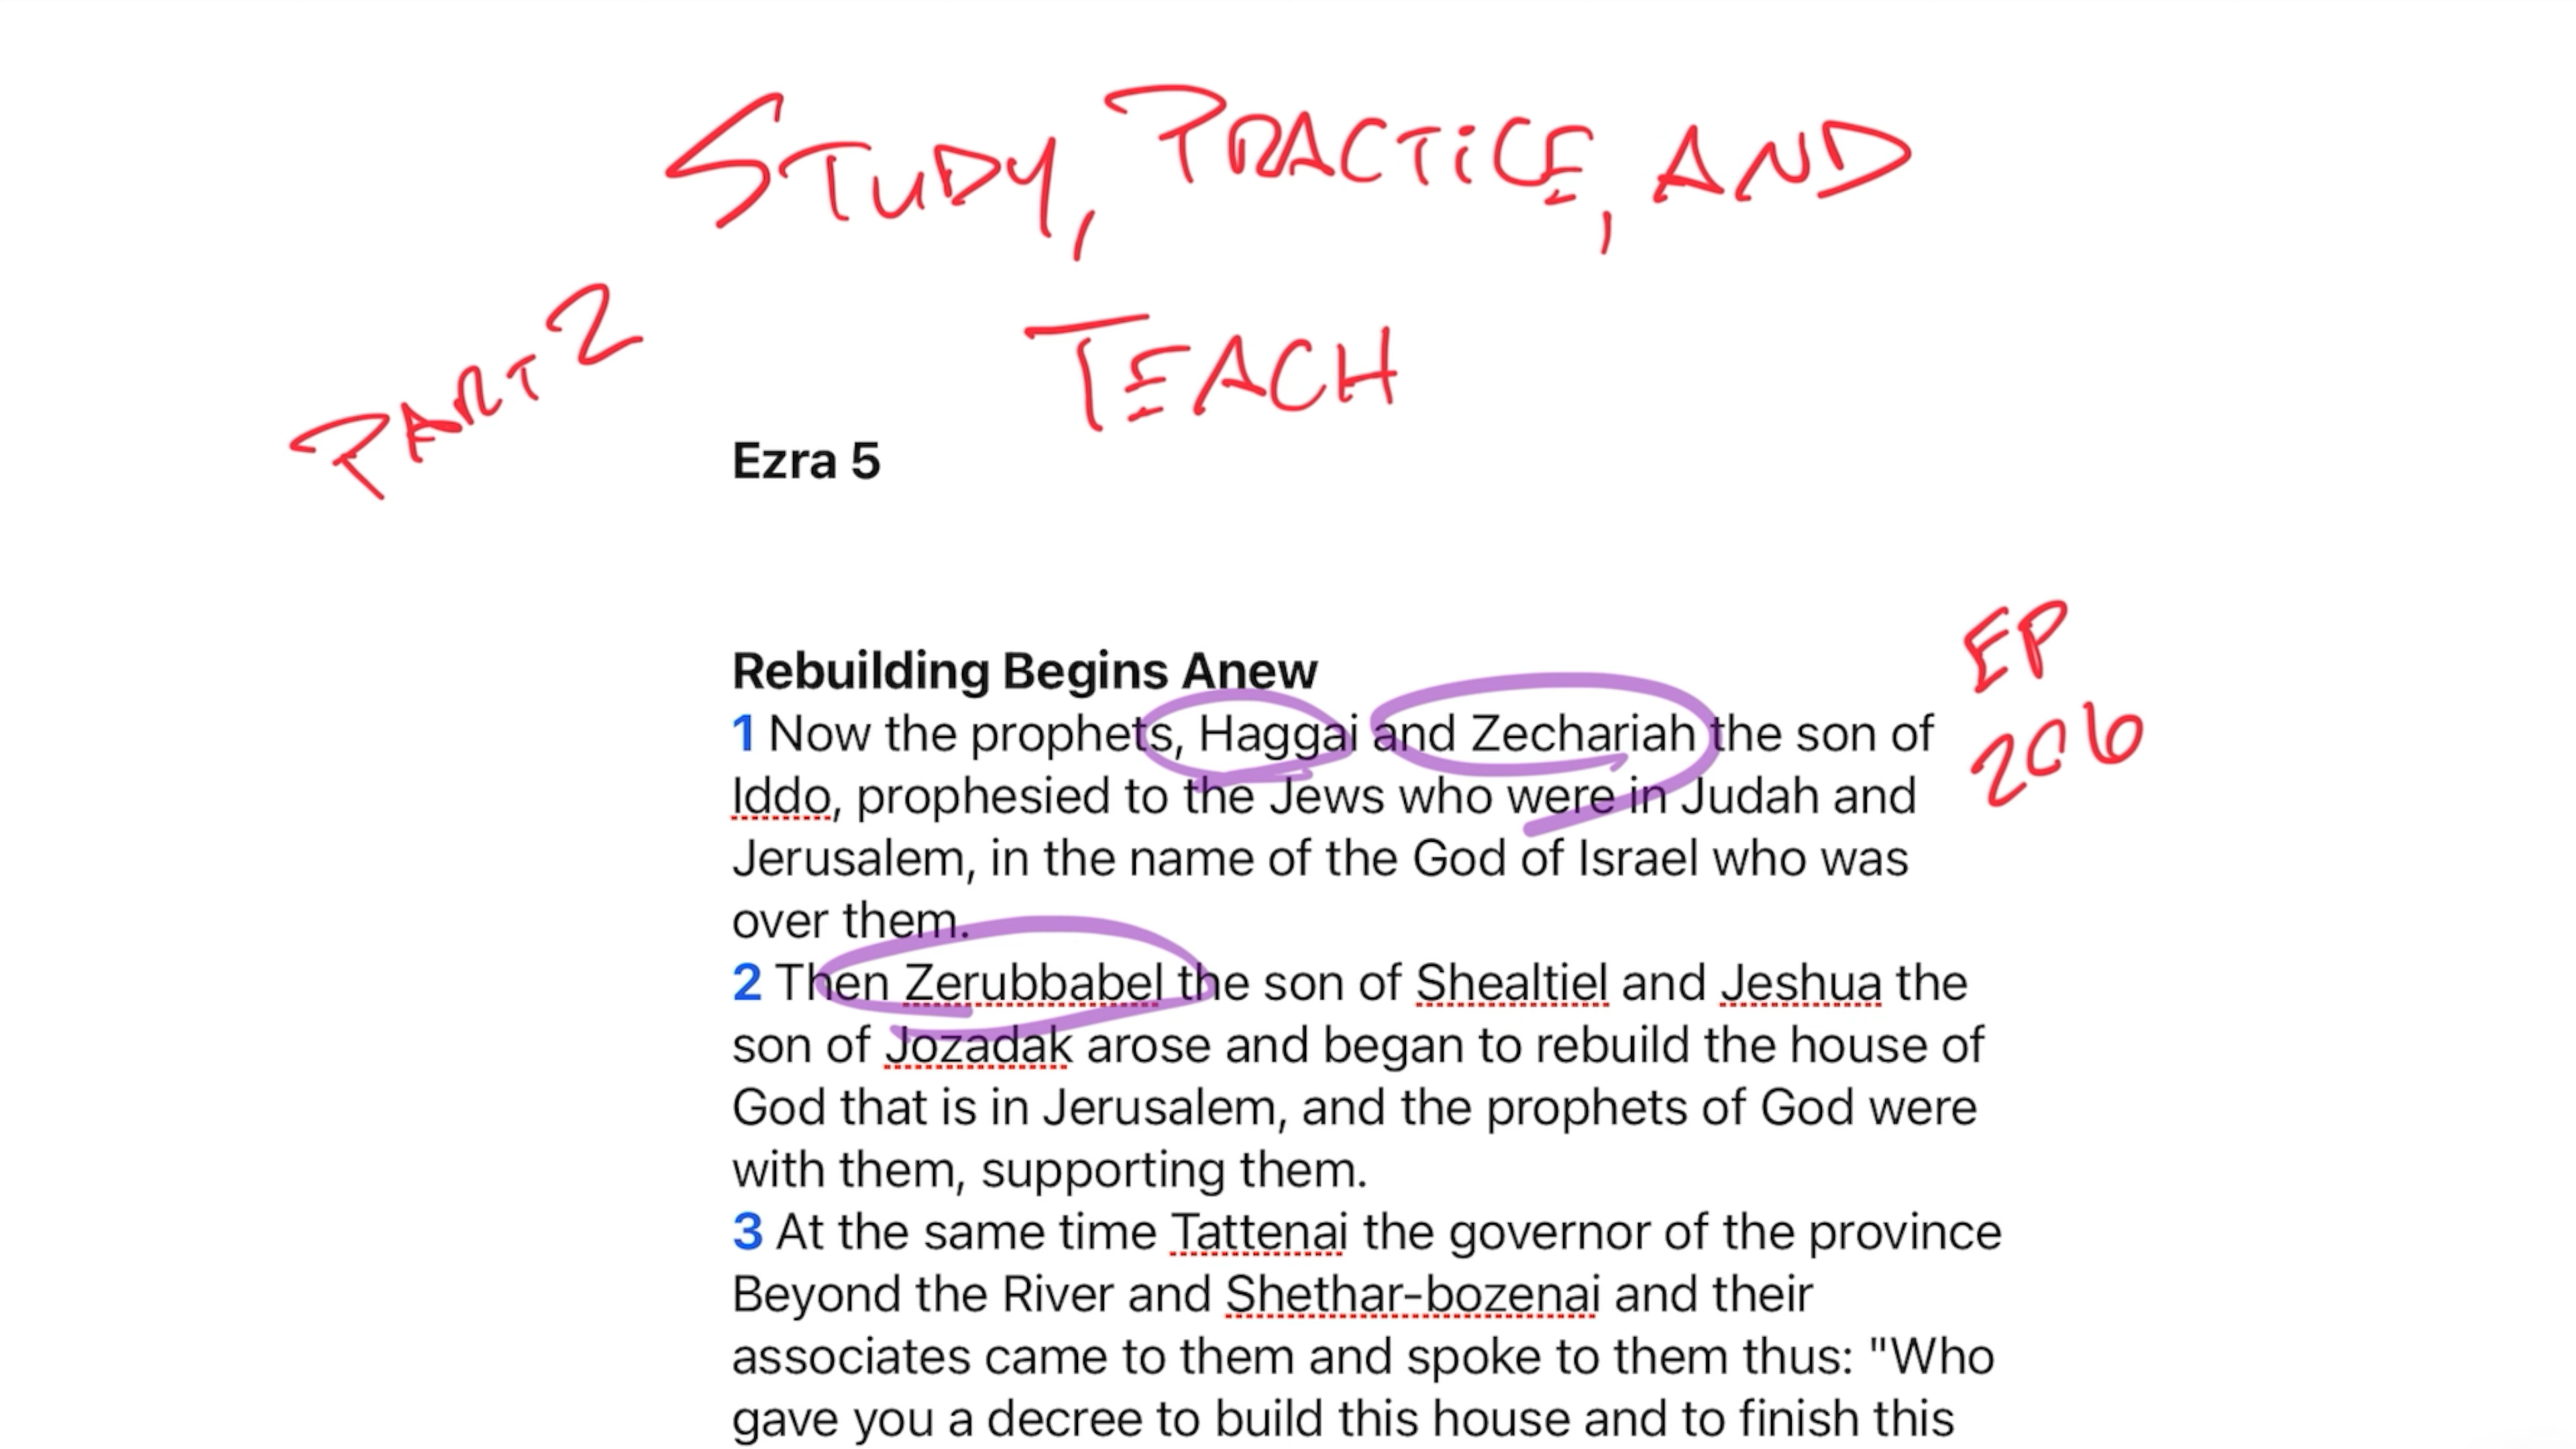 STUDY, PRACTICE, AND
TEACH
PART 2
Ezra 5
EP
206
Rebuilding Begins Anew
1 Now the prophets, Haggai and Zechariah the son of
Iddo, prophesied to the Jews who were in Judah and
Jerusalem, in the name of the God of Israel who was
over them.
2 Then Zerubbabel the son of Shealtiel and Jeshua the
son of Jozadak arose and began to rebuild the house of
God that is in Jerusalem, and the prophets of God were
with them, supporting them.
3 At the same time Tattenai the governor of the province
Beyond the River and Shethar-bozenai and their
associates came to them and spoke to them thus: "Who
gave you a decree to build this house and to finish this